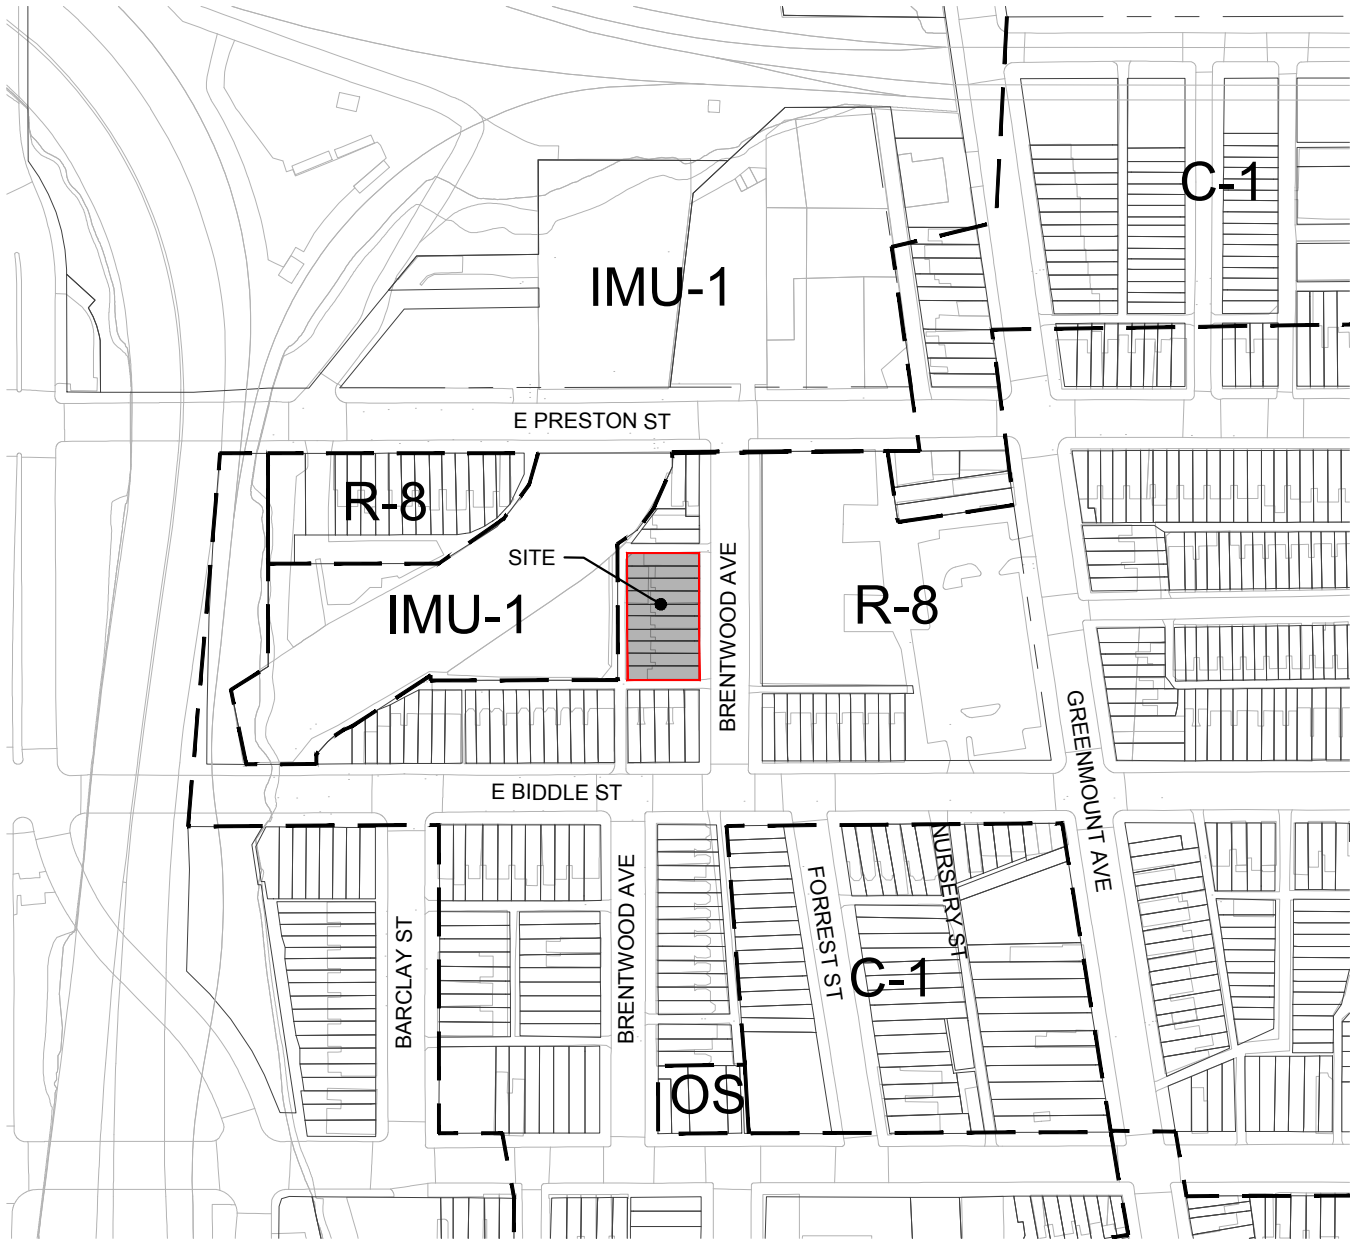 C-1
IMU-1
E PRESTON ST
R-8
SITE
BRENTWOOD AVE
IMU-1
R-8
GREENMOUNT AVE
E BIDDLE ST
NURSERY ST
FORREST ST
BRENTWOOD AVE
BARCLAY ST
C-1
OS